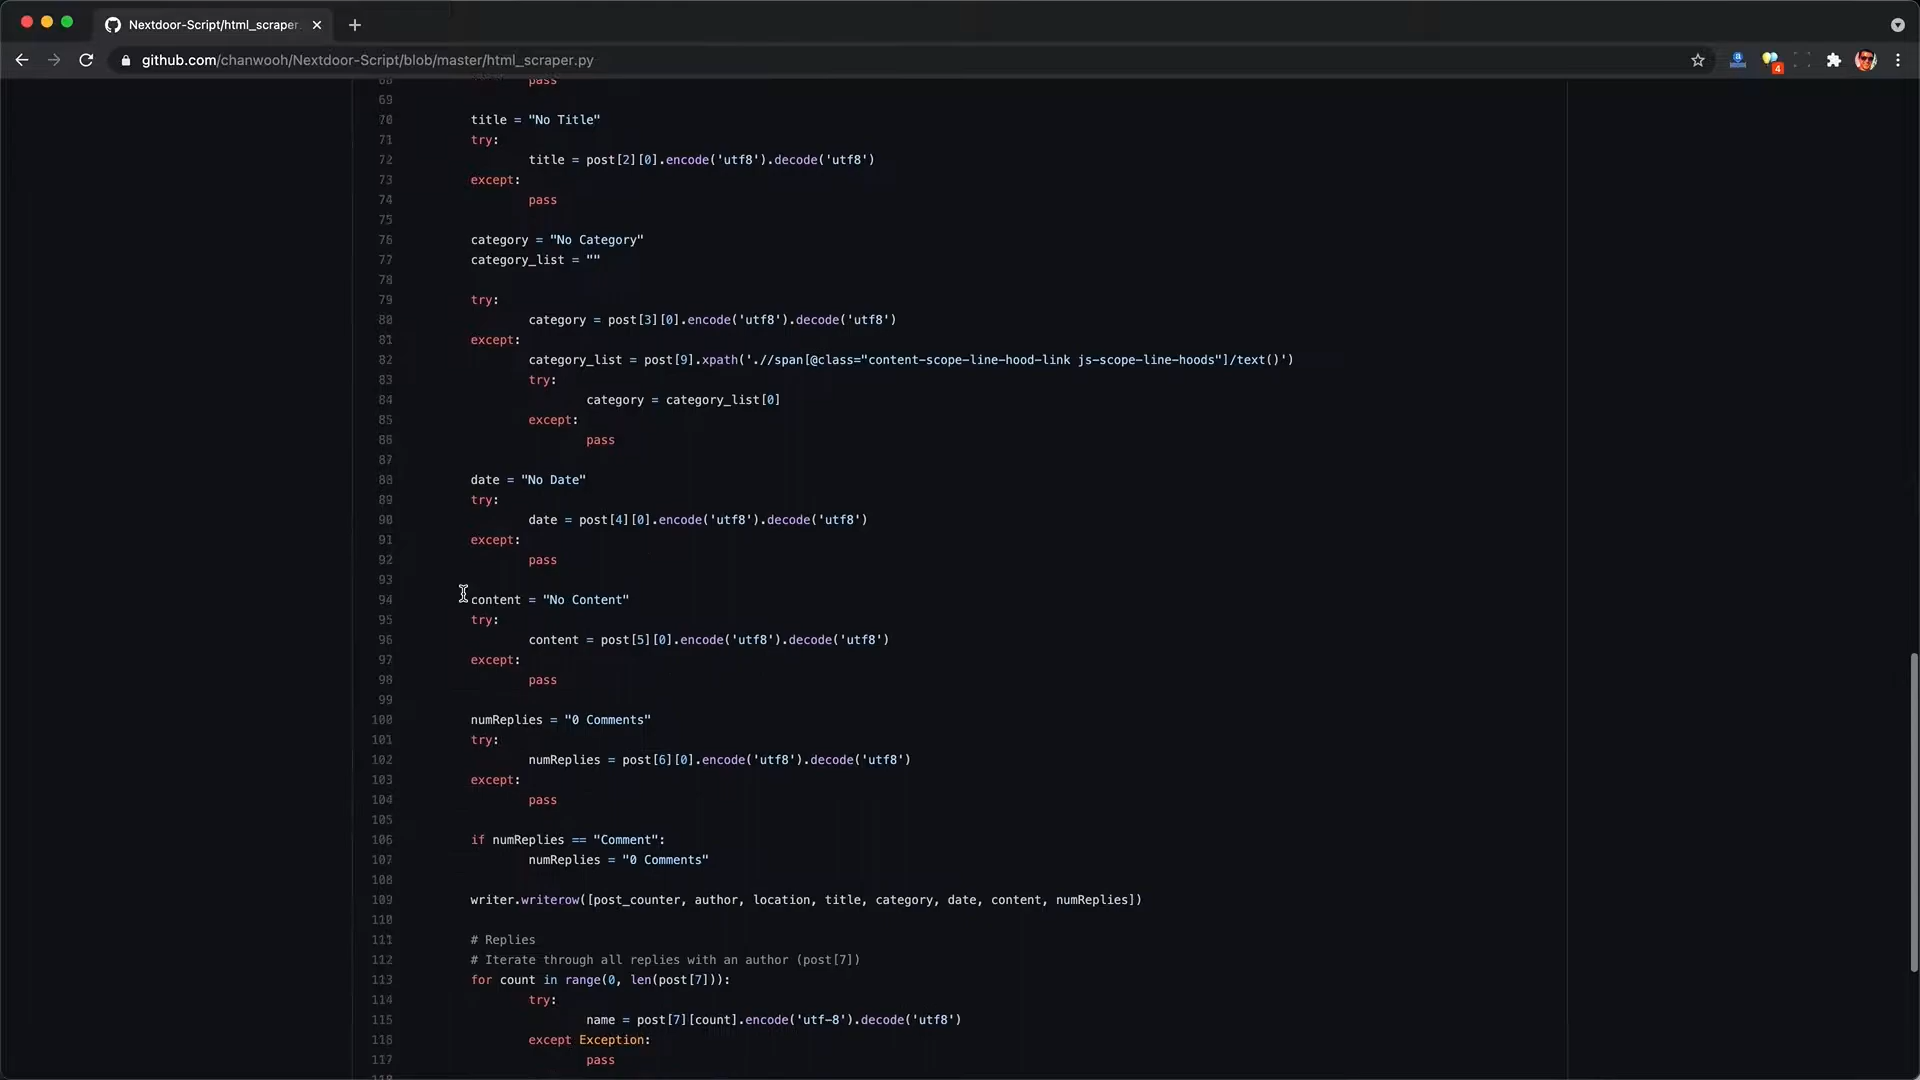 Nextdoor-Script/html_scraper.
github.com/chanwooh/Nextdoor-Script/blob/master/html_scraper.py
4
68 pass
69
70 title = "No Title"
71 try:
72 title = post[2][0].encode('utf8').decode('utf8')
73 except:
74 pass
75
76 category = "No Category"
77 category_list = ""
78
79 try:
80 category = post[3][0].encode('utf8').decode('utf8')
81 except:
82 category_list = post[9].xpath('.//span[@class="content-scope-line-hood-link js-scope-line-hoods"]/text()')
83 try:
84 category = category_list[0]
85 except:
86 pass
87
88 date = "No Date"
89 try:
90 date = post[4][0].encode('utf8').decode('utf8')
91 except:
92 pass
93
94 content = "No Content"
95 try:
96 content = post[5][0].encode('utf8').decode('utf8')
97 except:
98 pass
99
100 numReplies = "0 Comments"
101 try:
102 numReplies = post[6][0].encode('utf8').decode('utf8')
103 except:
104 pass
105
106 if numReplies == "Comment":
107 numReplies = "0 Comments"
108
109 writer.writerow([post_counter, author, location, title, category, date, content, numReplies])
110
111 # Replies
112 # Iterate through all replies with an author (post[7])
113 for count in range(0, len(post[7])):
114 try:
115 name = post[7][count].encode('utf-8').decode('utf8')
116 except Exception:
117 pass
118